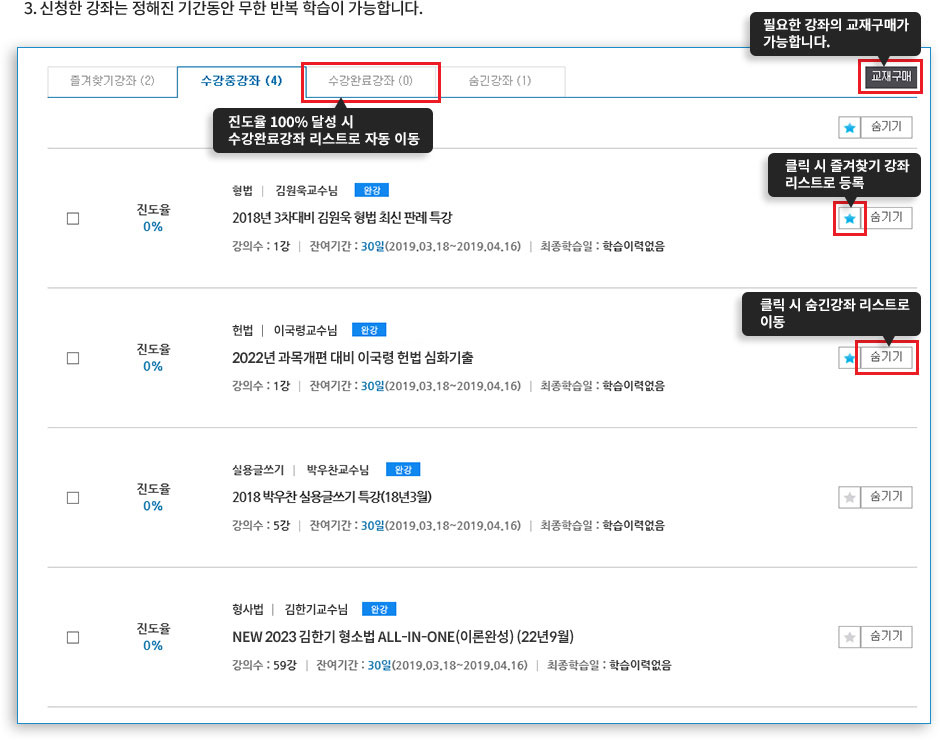 3. 신청한 강좌는 정해진 기간동안 무한 반복 학습이 가능합니다.
필요한 강좌의 교재구매가
가능합니다.
즐겨찾기강좌 (2)
수강중강좌 (4)
수강완료강좌 (0)
숨긴강좌 (1)
교재구매
진도율 100% 달성 시
수강완료강좌 리스트로 자동 이동
숨기기
클릭 시 즐겨찾기 강좌
리스트로 등록
형법 | 김원욱교수님 완강
진도율
0%
2018년 3차대비 김원욱 형법 최신 판례 특강
숨기기
강의수 : 1강 | 잔여기간 : 30일(2019.03.18~2019.04.16) | 최종학습일 : 학습이력없음
클릭 시 숨긴강좌 리스트로
이동
헌법 | 이국령교수님 완강
진도율
0%
2022년 과목개편 대비 이국령 헌법 심화기출
숨기기
강의수 : 1강 | 잔여기간 : 30일(2019.03.18~2019.04.16) | 최종학습일 : 학습이력없음
실용글쓰기 | 박우찬교수님 완강
진도율
0%
2018 박우찬 실용글쓰기 특강(18년3월)
숨기기
강의수 : 5강 | 잔여기간 : 30일(2019.03.18~2019.04.16) | 최종학습일 : 학습이력없음
형사법 | 김한기교수님 완강
진도율
0%
NEW 2023 김한기 형소법 ALL-IN-ONE(이론완성) (22년9월)
숨기기
강의수 : 59강 | 잔여기간 : 30일(2019.03.18~2019.04.16) | 최종학습일 : 학습이력없음